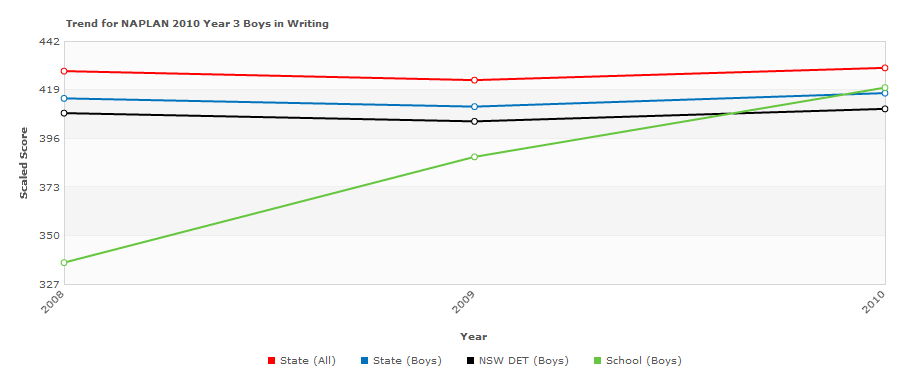 Trend for NAPLAN 2010 Year 3 Boys in Writing
442
419
396
373
350
327
Scaled Score
2008
2009
2010
Year
State (All)
State (Boys)
NSW DET (Boys)
School (Boys)